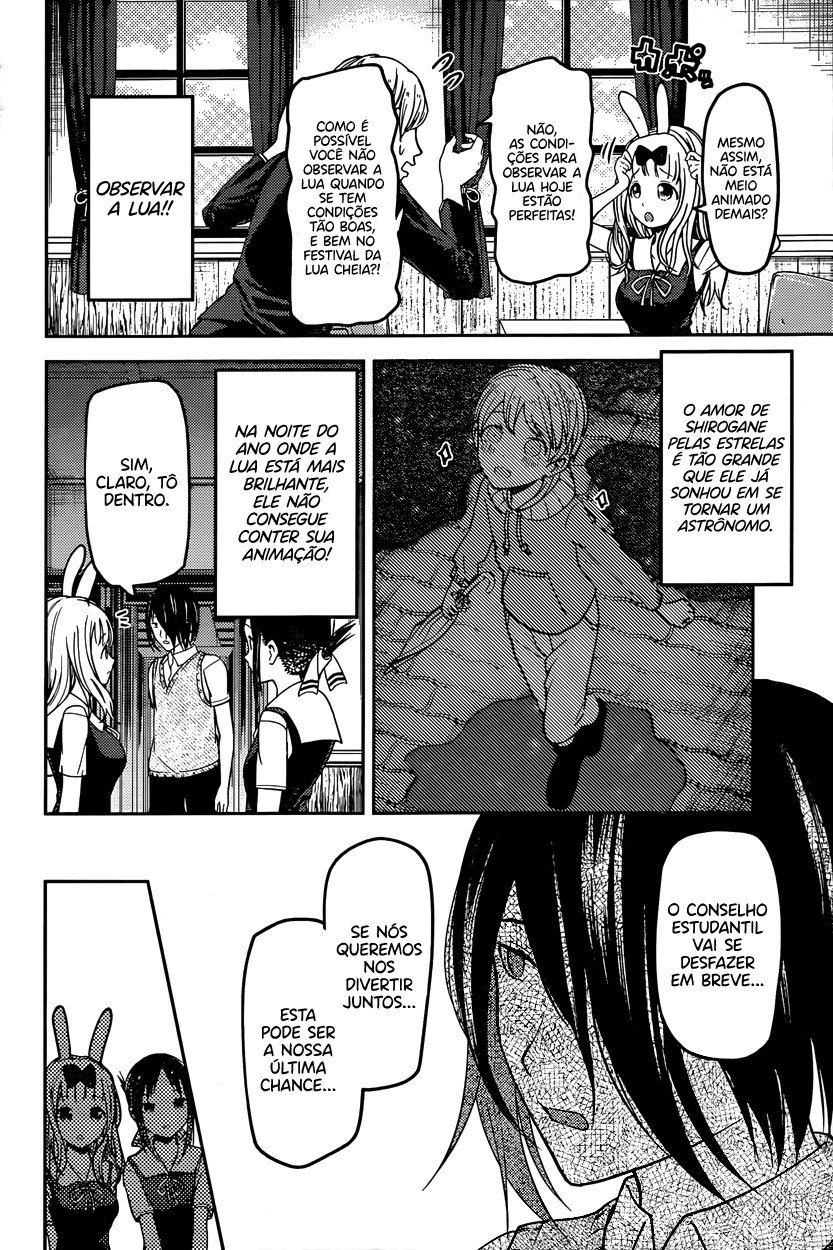 MESMO
ASSIM,
NÃO ESTÁ
MEIO
ANIMADO
DEMAIS?
NÃO,
AS CONDI-
ÇÕES PARA
OBSERVAR A
LUA HOJE
ESTÃO
PERFEITAS!
COMO É
POSSÍVEL
VOCÊ NÃO
OBSERVAR A
LUA QUANDO
SE TEM
CONDIÇÕES
TÃO BOAS,
E BEM NO
FESTIVAL DA
LUA CHEIA?!
OBSERVAR
A LUA!!
O AMOR DE
SHIROGANE
PELAS ESTRELAS
É TÃO GRANDE
QUE ELE JÁ
SONHOU EM SE
TORNAR UM
ASTRÔNOMO.
NA NOITE DO
ANO ONDE A
LUA ESTÁ MAIS
BRILHANTE,
ELE NÃO
CONSEGUE
CONTER SUA
ANIMAÇÃO!
SIM,
CLARO, TÔ
DENTRO.
O CONSELHO
ESTUDANTIL
VAI SE
DESFAZER
EM BREVE...
SE NÓS
QUEREMOS
NOS
DIVERTIR
JUNTOS...
ESTA
PODE SER
A NOSSA
ÚLTIMA
CHANCE...